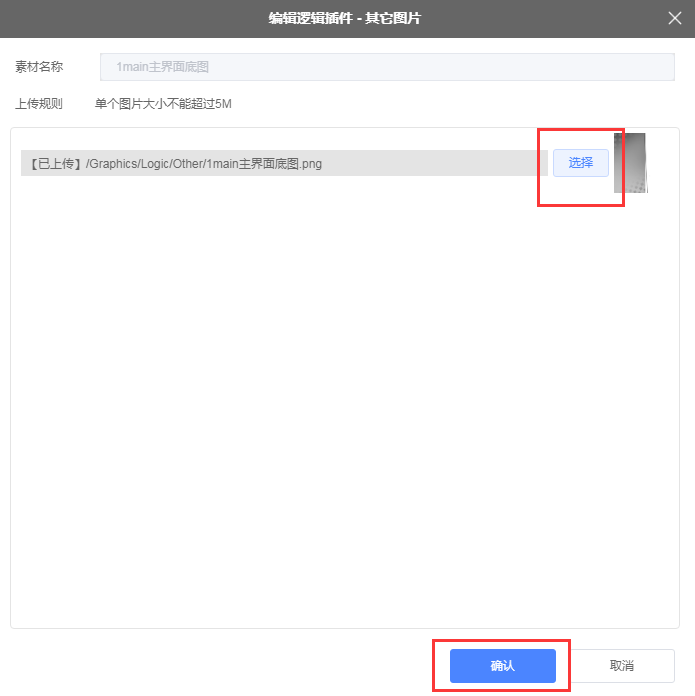 编辑逻辑插件 - 其它图片
素材名称 1main主界面底图
上传规则 单个图片大小不能超过5M
【已上传】/Graphics/Logic/Other/1main主界面底图.png 选择
确认 取消